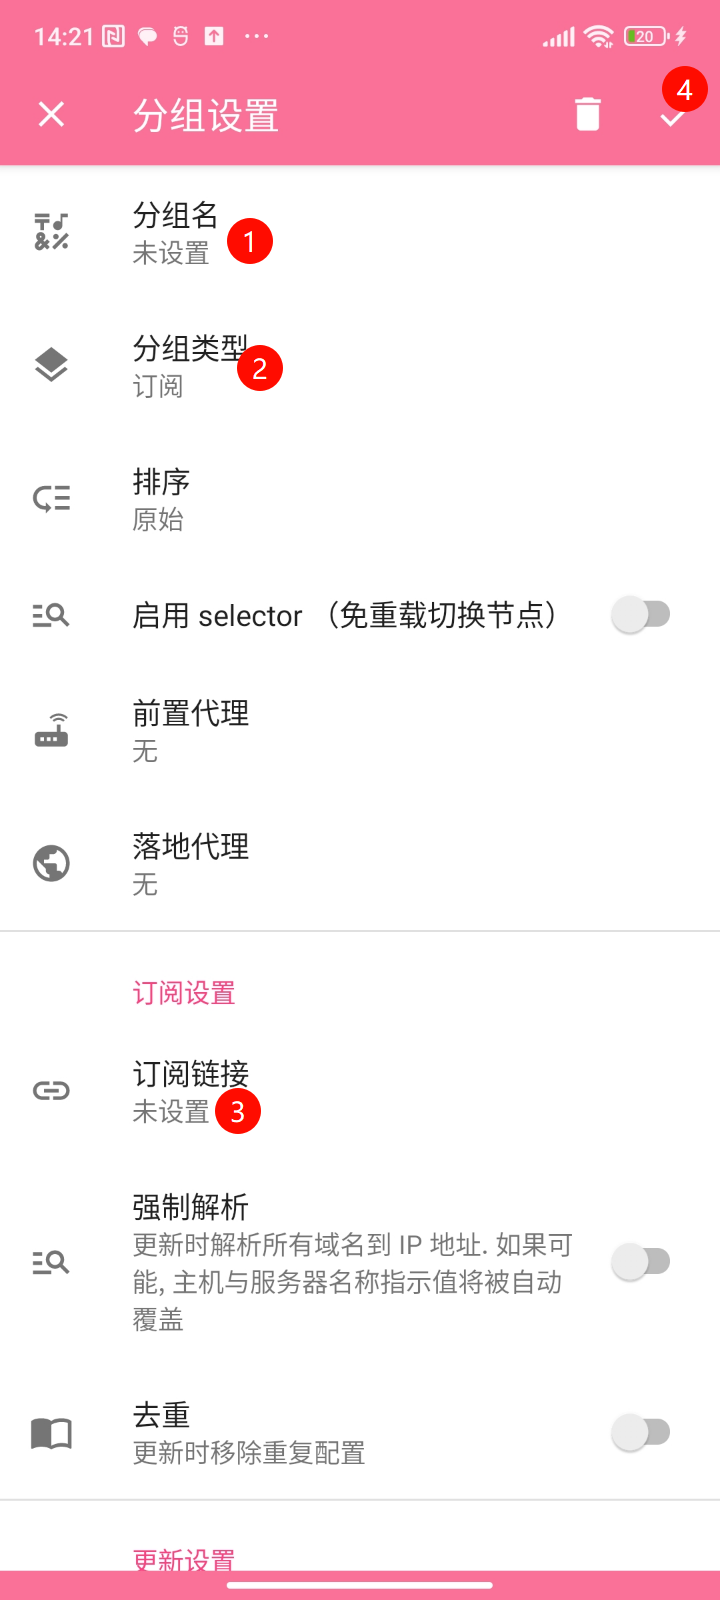 14:21 20
分组设置 4
分组名
未设置 1
分组类型
订阅 2
排序
原始
启用 selector （免重载切换节点）
前置代理
无
落地代理
无
订阅设置
订阅链接
未设置 3
强制解析
更新时解析所有域名到 IP 地址. 如果可
能, 主机与服务器名称指示值将被自动
覆盖
去重
更新时移除重复配置
更新设置